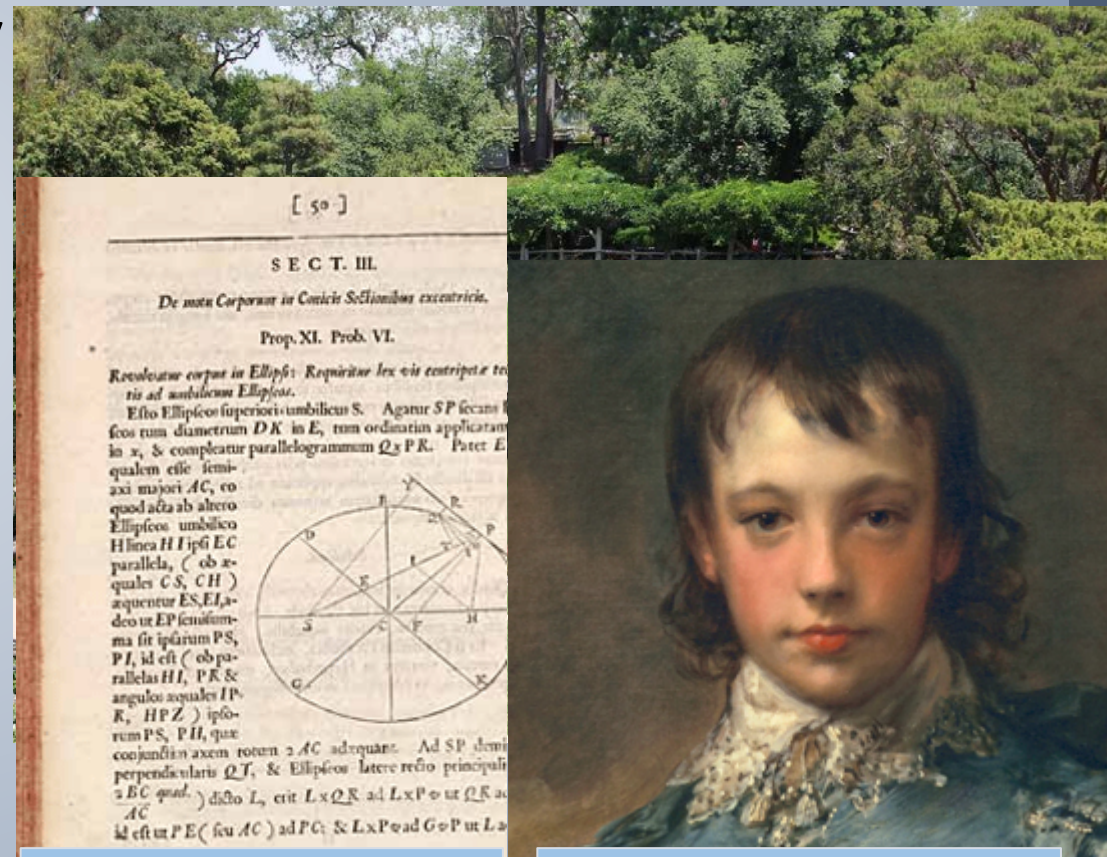 [ 50 ]
SECT. III.
De motu Corporum in Conicis Sectionibus excentricis.
Prop. XI. Prob. VI.
Revolvatur corpus in Ellipsi: Requiritur lex vis centripetæ
tis ad umbilicum Ellipseos.
Esto Ellipseos superioris umbilicus S. Agatur SP secans
seos tum diametrum DK in E, tum ordinatim applicatam
in x, & compleatur parallelogrammum QxPR. Patet E
qualem esse semi-
axi majori AC, eo
quod acta ab altero
Ellipseos umbilico
H linea HI ipsi EC
parallela, ( ob æ-
quales CS, CH )
æquentur ES, EI, a-
deo ut EP semisum-
ma sit ipsarum PS,
PI, id est ( ob pa-
rallelas HI, PR &
angulos æquales IP-
R, HPZ ) ipso-
rum PS, PH, quæ
conjunctim axem totum 2 AC adæquant. Ad SP demi
perpendicularis QT, & Ellipseos latere recto principali
2 BC quad.
AC
) dicto L, erit L x QR ad L x Pv ut QR
id est ut PE ( seu AC ) ad PC: & L x Pv ad GvP ut L
B
Y
R
P
D
T
E
S
C
F
H
G
K